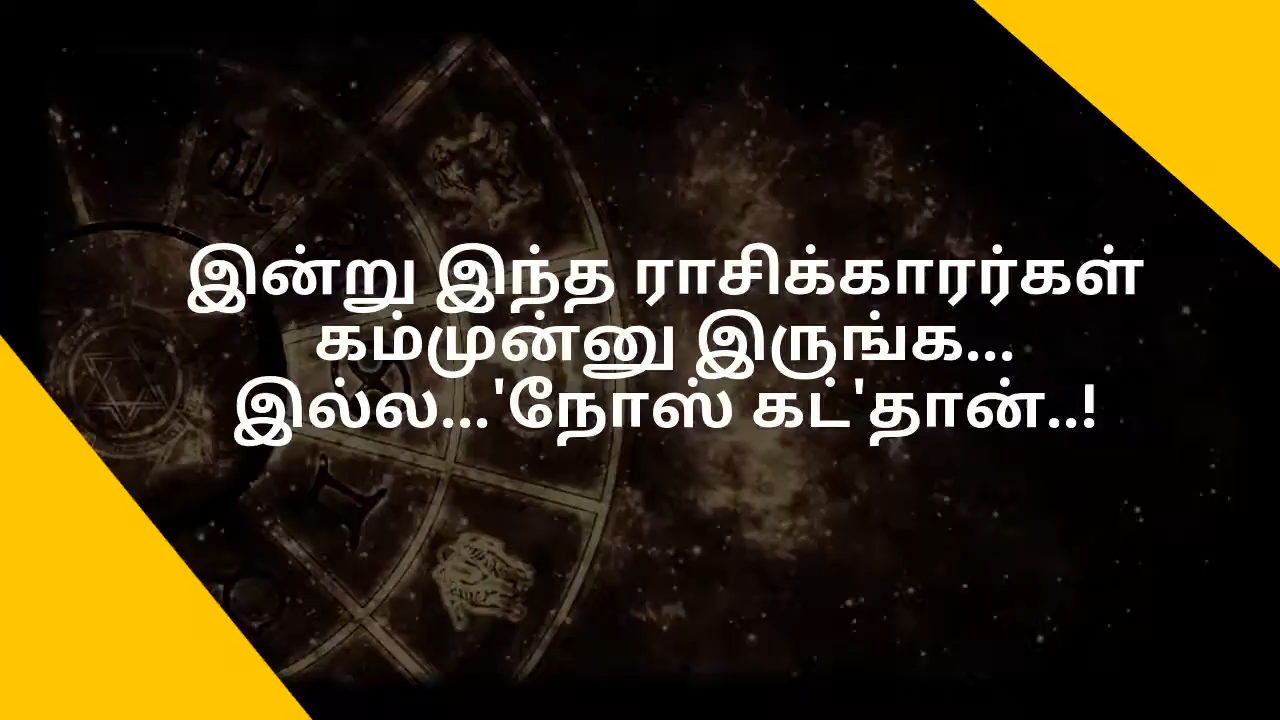 இன்று இந்த ராசிக்காரர்கள்
கம்முன்னு இருங்க...
இல்ல...'நோஸ் கட்'தான்..!